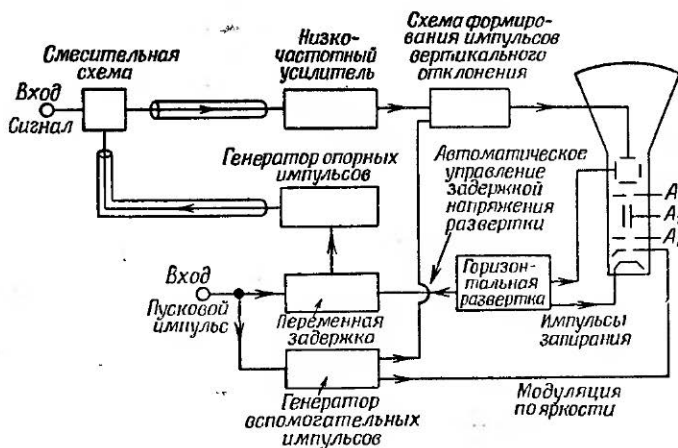 Смесительная
схема
Низко-
частотный
усилитель
Схема формиро-
вания импульсов
вертикального
отклонения
Вход
Сигнал
Генератор опорных
импульсов
Автоматическое
управление
задержкой
напряжения
развертки
Вход
Пусковой
импульс
Переменная
задержка
Горизон-
тальная
развертка
Импульсы
запирания
Генератор
вспомогательных
импульсов
Модуляция
по яркости